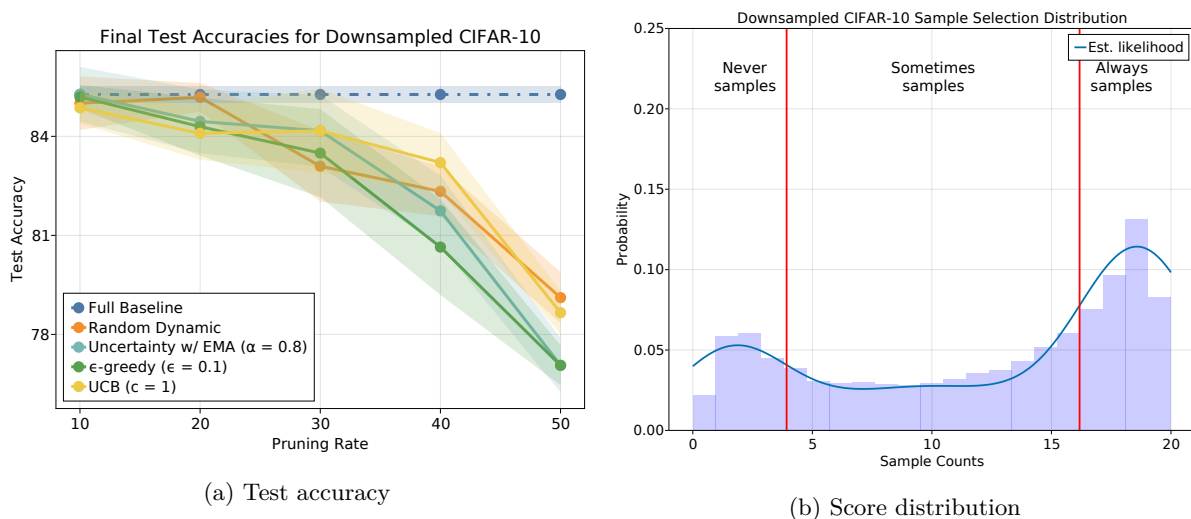 Final Test Accuracies for Downsampled CIFAR-10
Test Accuracy
84
81
78
Full Baseline
Random Dynamic
Uncertainty w/ EMA (α = 0.8)
ϵ-greedy (ϵ = 0.1)
UCB (c = 1)
10 20 30 40 50
Pruning Rate
(a) Test accuracy
Downsampled CIFAR-10 Sample Selection Distribution
Est. likelihood
Never
samples
Sometimes
samples
Always
samples
Probability
0.25
0.20
0.15
0.10
0.05
0.00
0 5 10 15 20
Sample Counts
(b) Score distribution